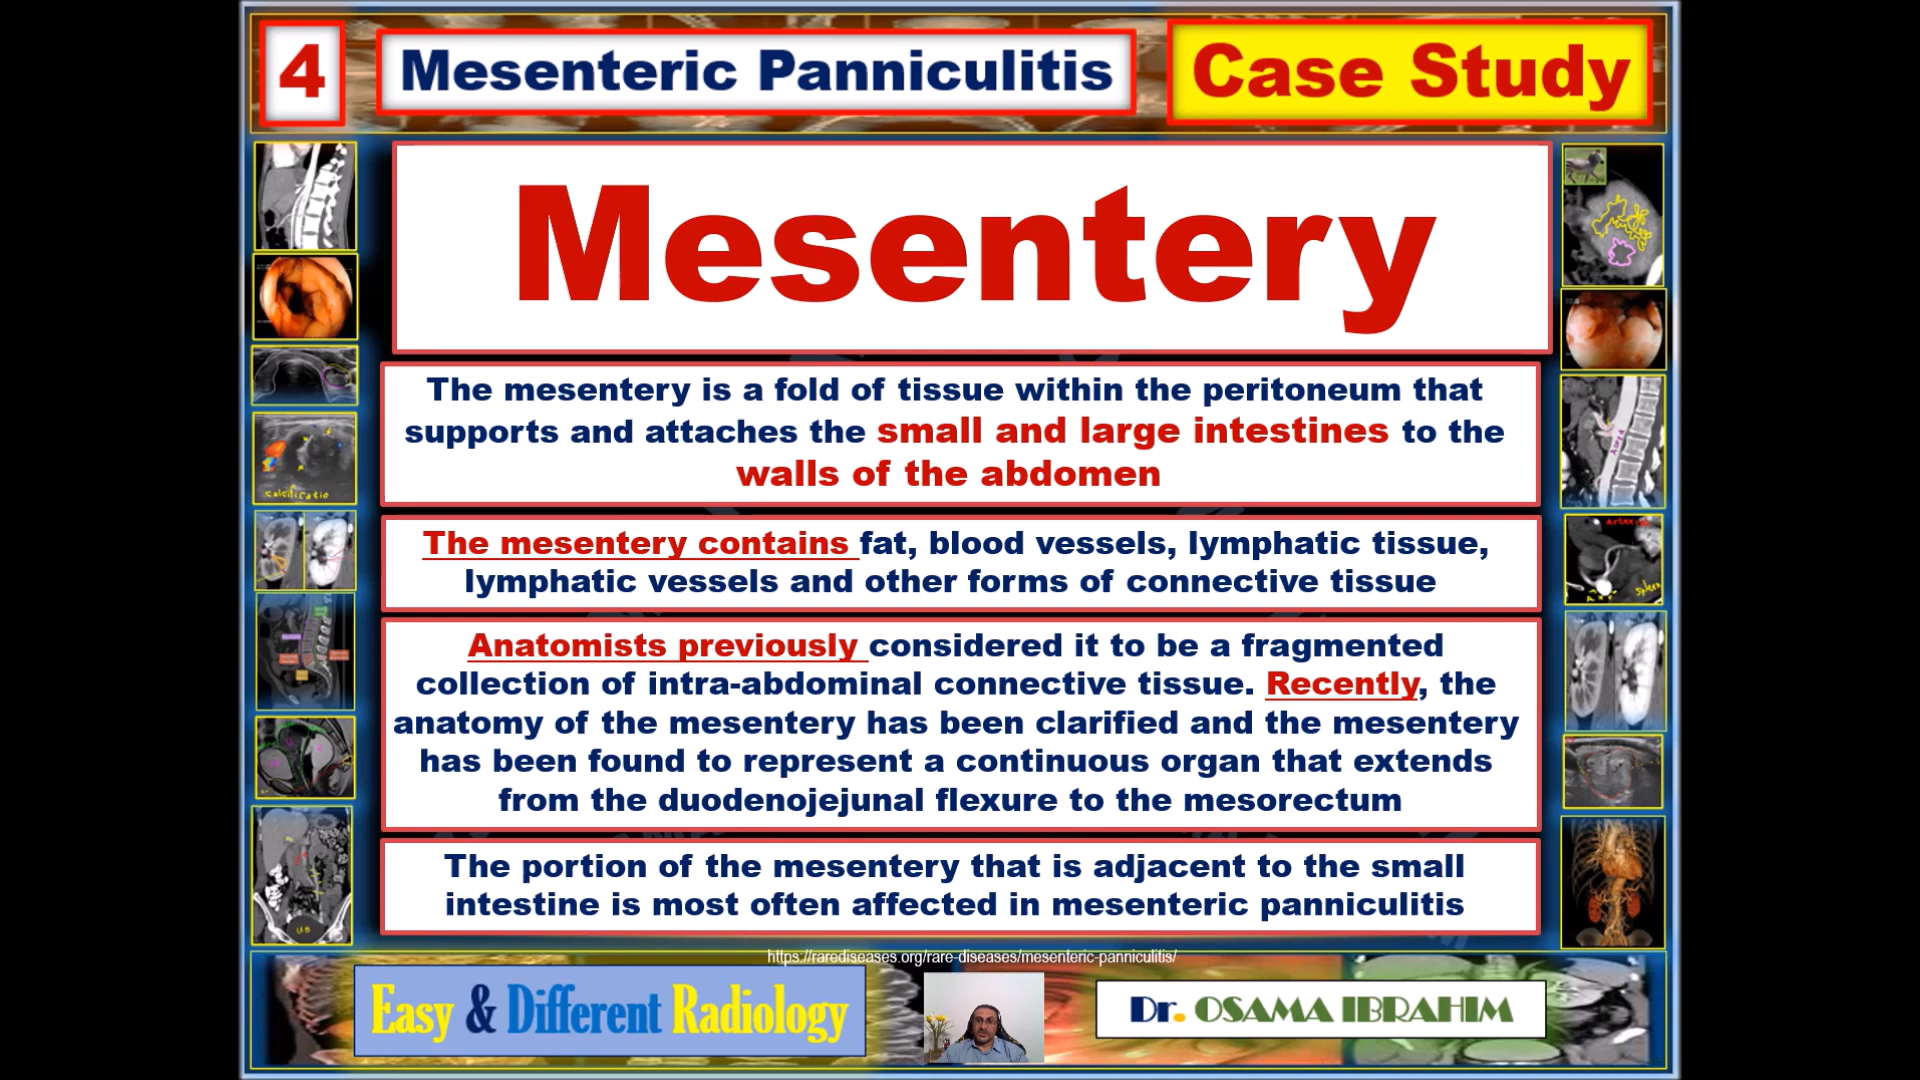 4
Mesenteric Panniculitis
Case Study
Mesentery
The mesentery is a fold of tissue within the peritoneum that
supports and attaches the small and large intestines to the
walls of the abdomen
The mesentery contains fat, blood vessels, lymphatic tissue,
lymphatic vessels and other forms of connective tissue
Anatomists previously considered it to be a fragmented
collection of intra-abdominal connective tissue. Recently, the
anatomy of the mesentery has been clarified and the mesentery
has been found to represent a continuous organ that extends
from the duodenojejunal flexure to the mesorectum
The portion of the mesentery that is adjacent to the small
intestine is most often affected in mesenteric panniculitis
https://rarediseases.org/rare-diseases/mesenteric-panniculitis/
Easy & Different Radiology
Dr. OSAMA IBRAHIM